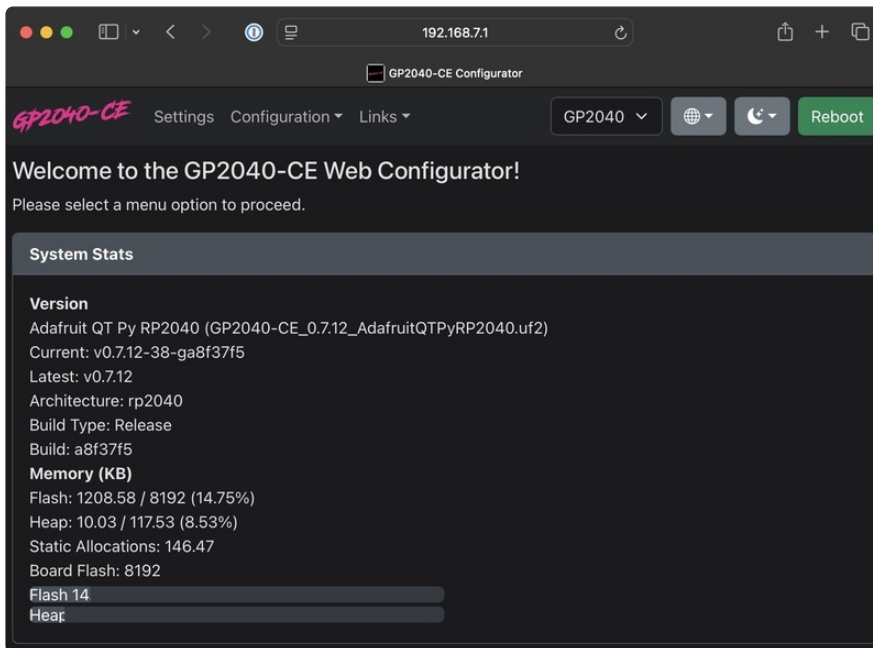 192.168.7.1
GP2040-CE Configurator
GP2040-CE Settings Configuration Links GP2040 Reboot
Welcome to the GP2040-CE Web Configurator!
Please select a menu option to proceed.
System Stats
Version
Adafruit QT Py RP2040 (GP2040-CE_0.7.12_AdafruitQTPyRP2040.uf2)
Current: v0.7.12-38-ga8f37f5
Latest: v0.7.12
Architecture: rp2040
Build Type: Release
Build: a8f37f5
Memory (KB)
Flash: 1208.58 / 8192 (14.75%)
Heap: 10.03 / 117.53 (8.53%)
Static Allocations: 146.47
Board Flash: 8192
Flash 14
Heap